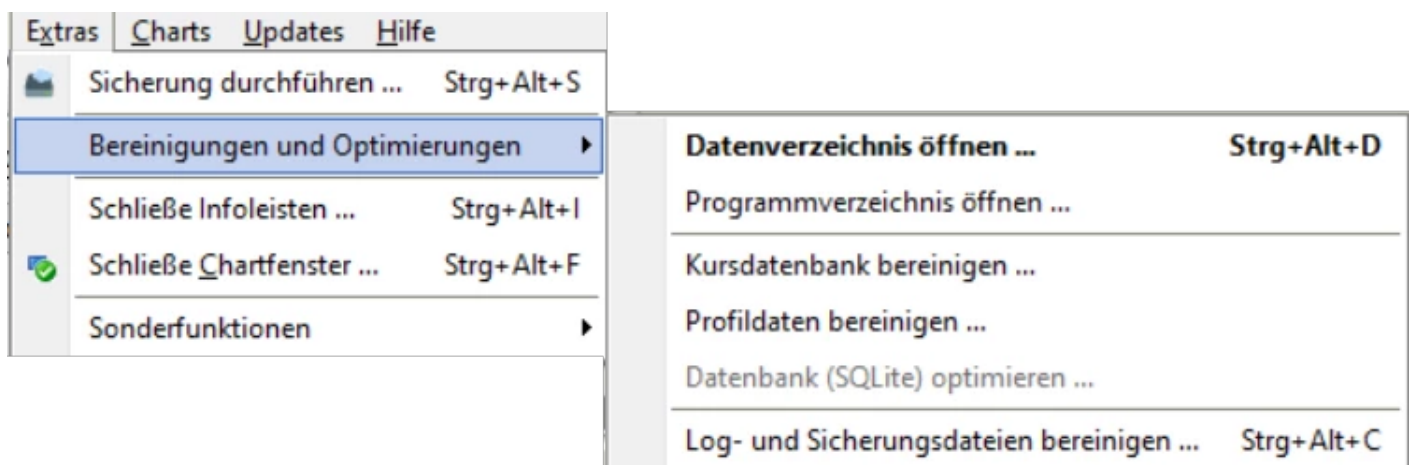 Extras Charts Updates Hilfe
Sicherung durchführen ... Strg+Alt+S
Bereinigungen und Optimierungen
Schließe Infoleisten ... Strg+Alt+I
Schließe Chartfenster ... Strg+Alt+F
Sonderfunktionen
Datenverzeichnis öffnen ... Strg+Alt+D
Programmverzeichnis öffnen ...
Kursdatenbank bereinigen ...
Profildaten bereinigen ...
Datenbank (SQLite) optimieren ...
Log- und Sicherungsdateien bereinigen ... Strg+Alt+C